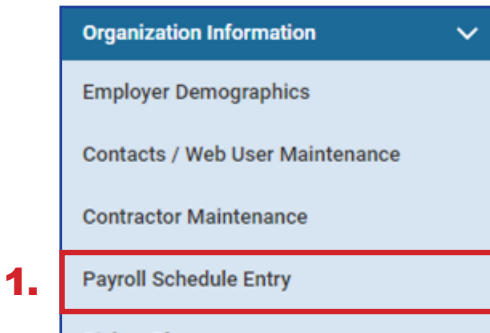 Organization Information
Employer Demographics
Contacts / Web User Maintenance
Contractor Maintenance
1. Payroll Schedule Entry